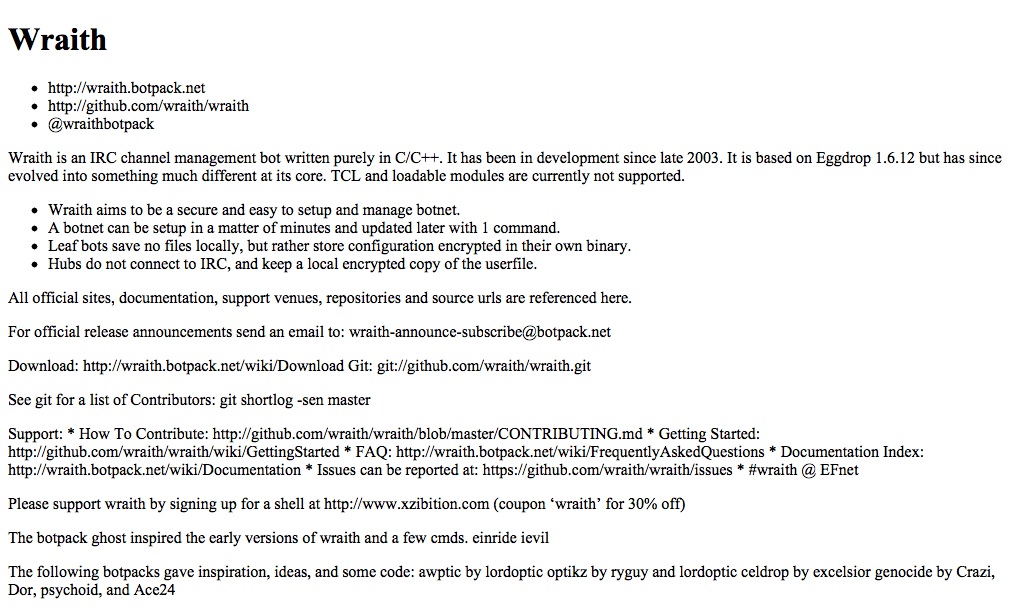 Wraith
• http://wraith.botpack.net
• http://github.com/wraith/wraith
• @wraithbotpack
Wraith is an IRC channel management bot written purely in C/C++. It has been in development since late 2003. It is based on Eggdrop 1.6.12 but has since
evolved into something much different at its core. TCL and loadable modules are currently not supported.
• Wraith aims to be a secure and easy to setup and manage botnet.
• A botnet can be setup in a matter of minutes and updated later with 1 command.
• Leaf bots save no files locally, but rather store configuration encrypted in their own binary.
• Hubs do not connect to IRC, and keep a local encrypted copy of the userfile.
All official sites, documentation, support venues, repositories and source urls are referenced here.
For official release announcements send an email to: wraith-announce-subscribe@botpack.net
Download: http://wraith.botpack.net/wiki/Download Git: git://github.com/wraith/wraith.git
See git for a list of Contributors: git shortlog -sen master
Support: * How To Contribute: http://github.com/wraith/wraith/blob/master/CONTRIBUTING.md * Getting Started:
http://github.com/wraith/wraith/wiki/GettingStarted * FAQ: http://wraith.botpack.net/wiki/FrequentlyAskedQuestions * Documentation Index:
http://wraith.botpack.net/wiki/Documentation * Issues can be reported at: https://github.com/wraith/wraith/issues * #wraith @ EFnet
Please support wraith by signing up for a shell at http://www.xzibition.com (coupon ‘wraith’ for 30% off)
The botpack ghost inspired the early versions of wraith and a few cmds. einride ievil
The following botpacks gave inspiration, ideas, and some code: awptic by lordoptic optikz by ryguy and lordoptic celdrop by excelsior genocide by Crazi,
Dor, psychoid, and Ace24